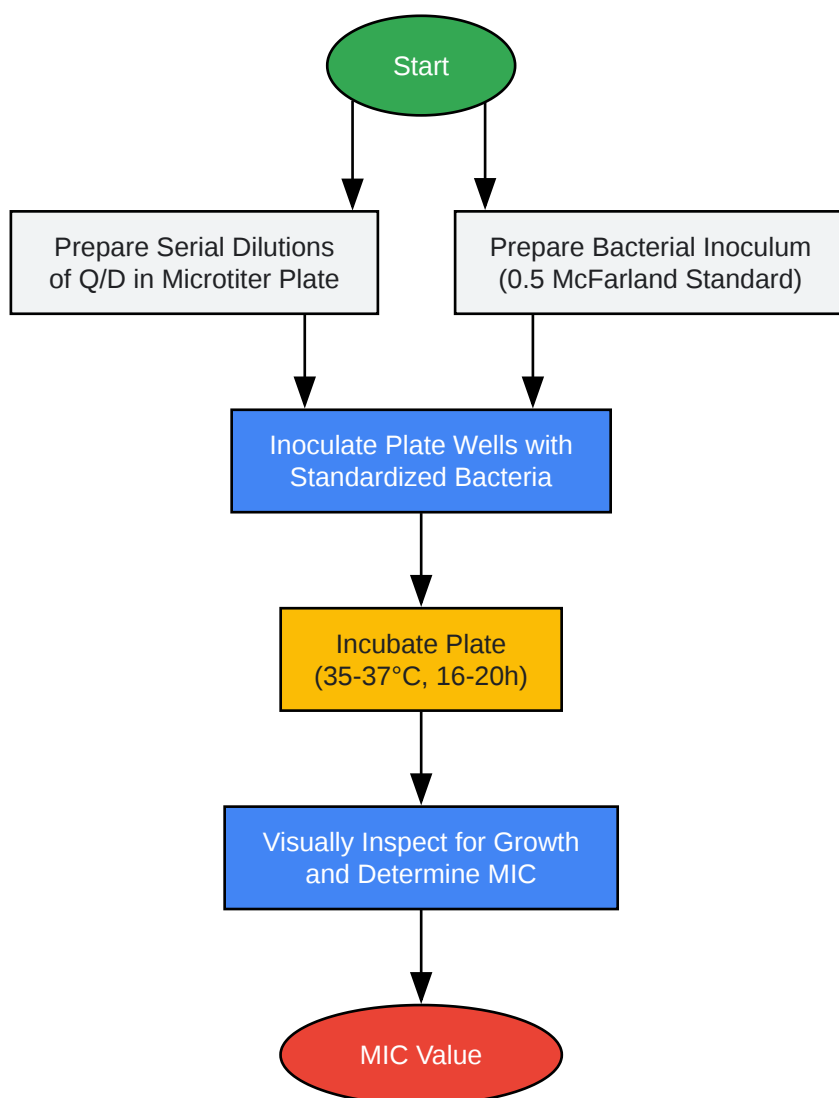 Start
Prepare Serial Dilutions
of Q/D in Microtiter Plate
Prepare Bacterial Inoculum
(0.5 McFarland Standard)
Inoculate Plate Wells with
Standardized Bacteria
Incubate Plate
(35-37°C, 16-20h)
Visually Inspect for Growth
and Determine MIC
MIC Value